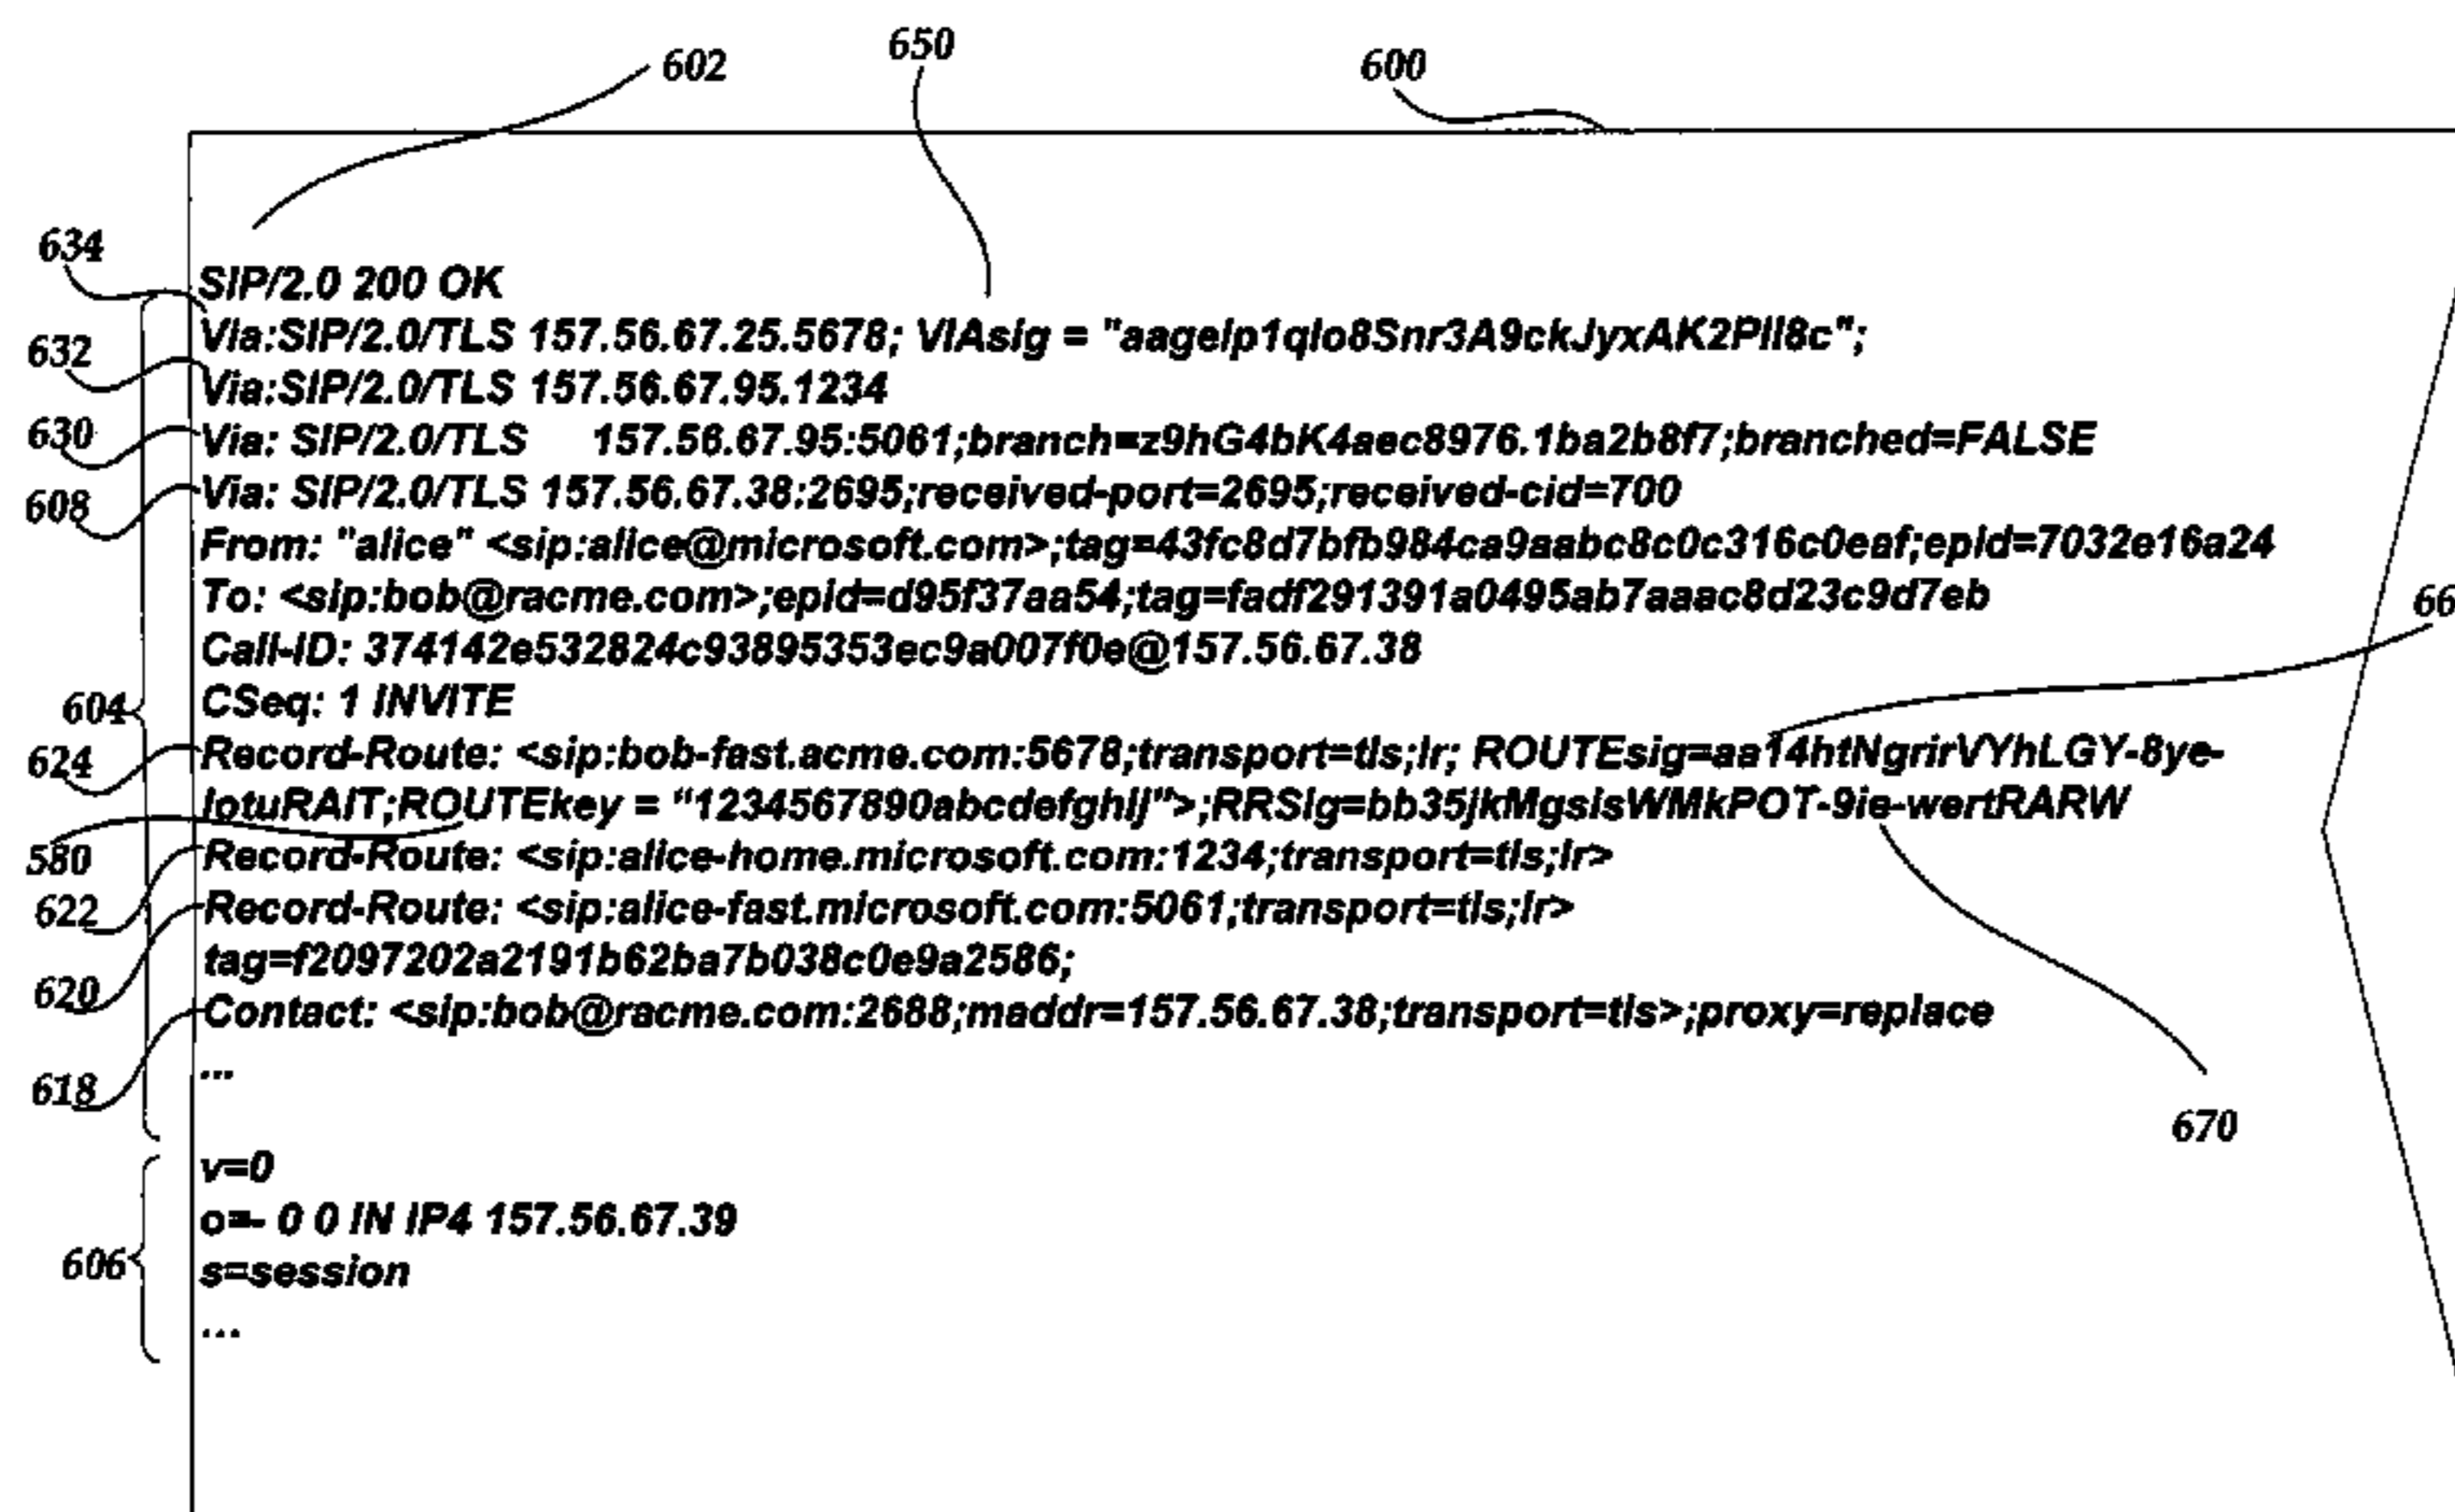 602
650
600
634
SIP/2.0 200 OK
Via:SIP/2.0/TLS 157.56.67.25.5678; VIAsig = "aageIp1qIo8Snr3A9ckJyxAK2PII8c";
632
Via:SIP/2.0/TLS 157.56.67.95.1234
630
Via: SIP/2.0/TLS 157.56.67.95:5061;branch=z9hG4bK4aec8976.1ba2b8f7;branched=FALSE
608
Via: SIP/2.0/TLS 157.56.67.38:2695;received-port=2695;received-cid=700
From: "alice" <sip:alice@microsoft.com>;tag=43fc8d7bfb984ca9aabc8c0c316c0eaf;epid=7032e16a24
To: <sip:bob@racme.com>;epid=d95f37aa54;tag=fadf291391a0495ab7aaac8d23c9d7eb
66
Call-ID: 374142e532824c93895353ec9a007f0e@157.56.67.38
604
CSeq: 1 INVITE
624
Record-Route: <sip:bob-fast.acme.com:5678;transport=tls;lr; ROUTEsig=aa14htNgrirVYhLGY-8ye-
lotuRAIT;ROUTEkey = "1234567890abcdefghij">;RRSig=bb35jkMgsisWMkPOT-9ie-wertRARW
580
Record-Route: <sip:alice-home.microsoft.com:1234;transport=tls;lr>
622
Record-Route: <sip:alice-fast.microsoft.com:5061;transport=tls;lr>
tag=f2097202a2191b62ba7b038c0e9a2586;
620
Contact: <sip:bob@racme.com:2688;maddr=157.56.67.38;transport=tls>;proxy=replace
...
618
670
v=0
o=- 0 0 IN IP4 157.56.67.39
606
s=session
...